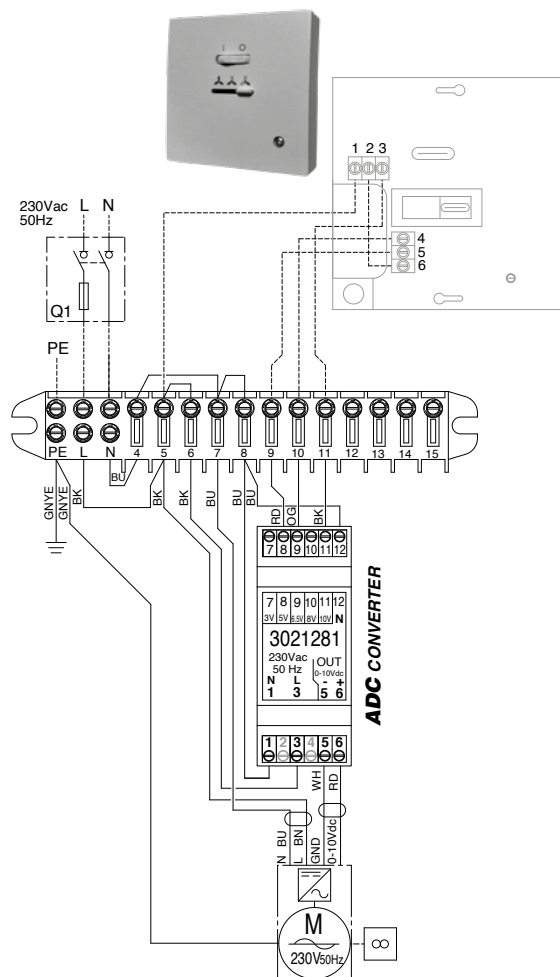 I O
1 2 3
4
5
6
230Vac L N
50Hz
Q1
PE
PE L N 4 5 6 7 8 9 10 11 12 13 14 15
GNYE
GNYE
BK
BU
BK
BK
BU
BU
BU
RD
OG
BK
7 8 9 10 11 12
7 8 9 10 11 12
3V 5V 6.5V 8V 10V N
3021281
230Vac OUT
50 Hz 0-10Vdc
N L - +
1 3 5 6
ADC CONVERTER
1 2 3 4 5 6
WH
RD
N BU
L BN
GND
0-10Vdc
M
230V50Hz
8